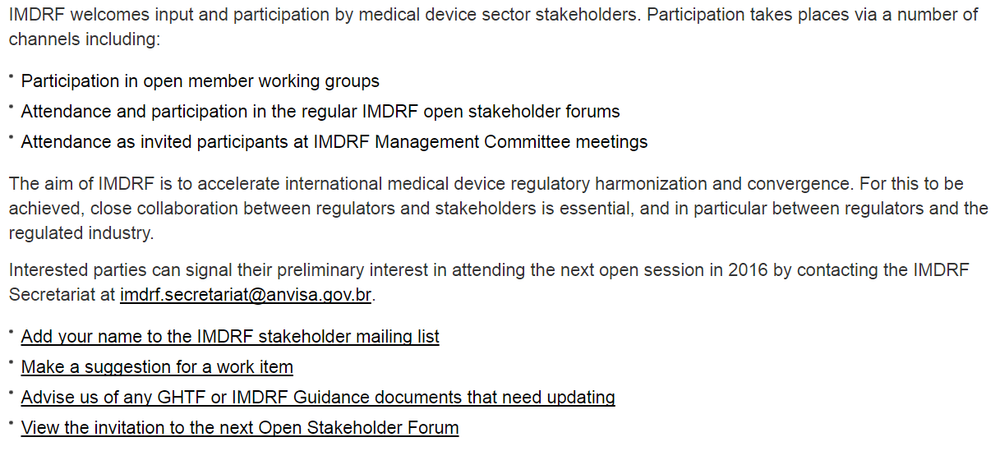 IMDRF welcomes input and participation by medical device sector stakeholders. Participation takes places via a number of
channels including:
* Participation in open member working groups
* Attendance and participation in the regular IMDRF open stakeholder forums
* Attendance as invited participants at IMDRF Management Committee meetings
The aim of IMDRF is to accelerate international medical device regulatory harmonization and convergence. For this to be
achieved, close collaboration between regulators and stakeholders is essential, and in particular between regulators and the
regulated industry.
Interested parties can signal their preliminary interest in attending the next open session in 2016 by contacting the IMDRF
Secretariat at imdrf.secretariat@anvisa.gov.br.
* Add your name to the IMDRF stakeholder mailing list
* Make a suggestion for a work item
* Advise us of any GHTF or IMDRF Guidance documents that need updating
* View the invitation to the next Open Stakeholder Forum